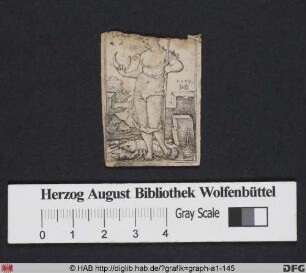 Herzog August Bibliothek Wolfenbüttel
Gray Scale
0 1 2 3 4
© HAB http://diglib.hab.de/?grafik=graph-a1-145
DFG